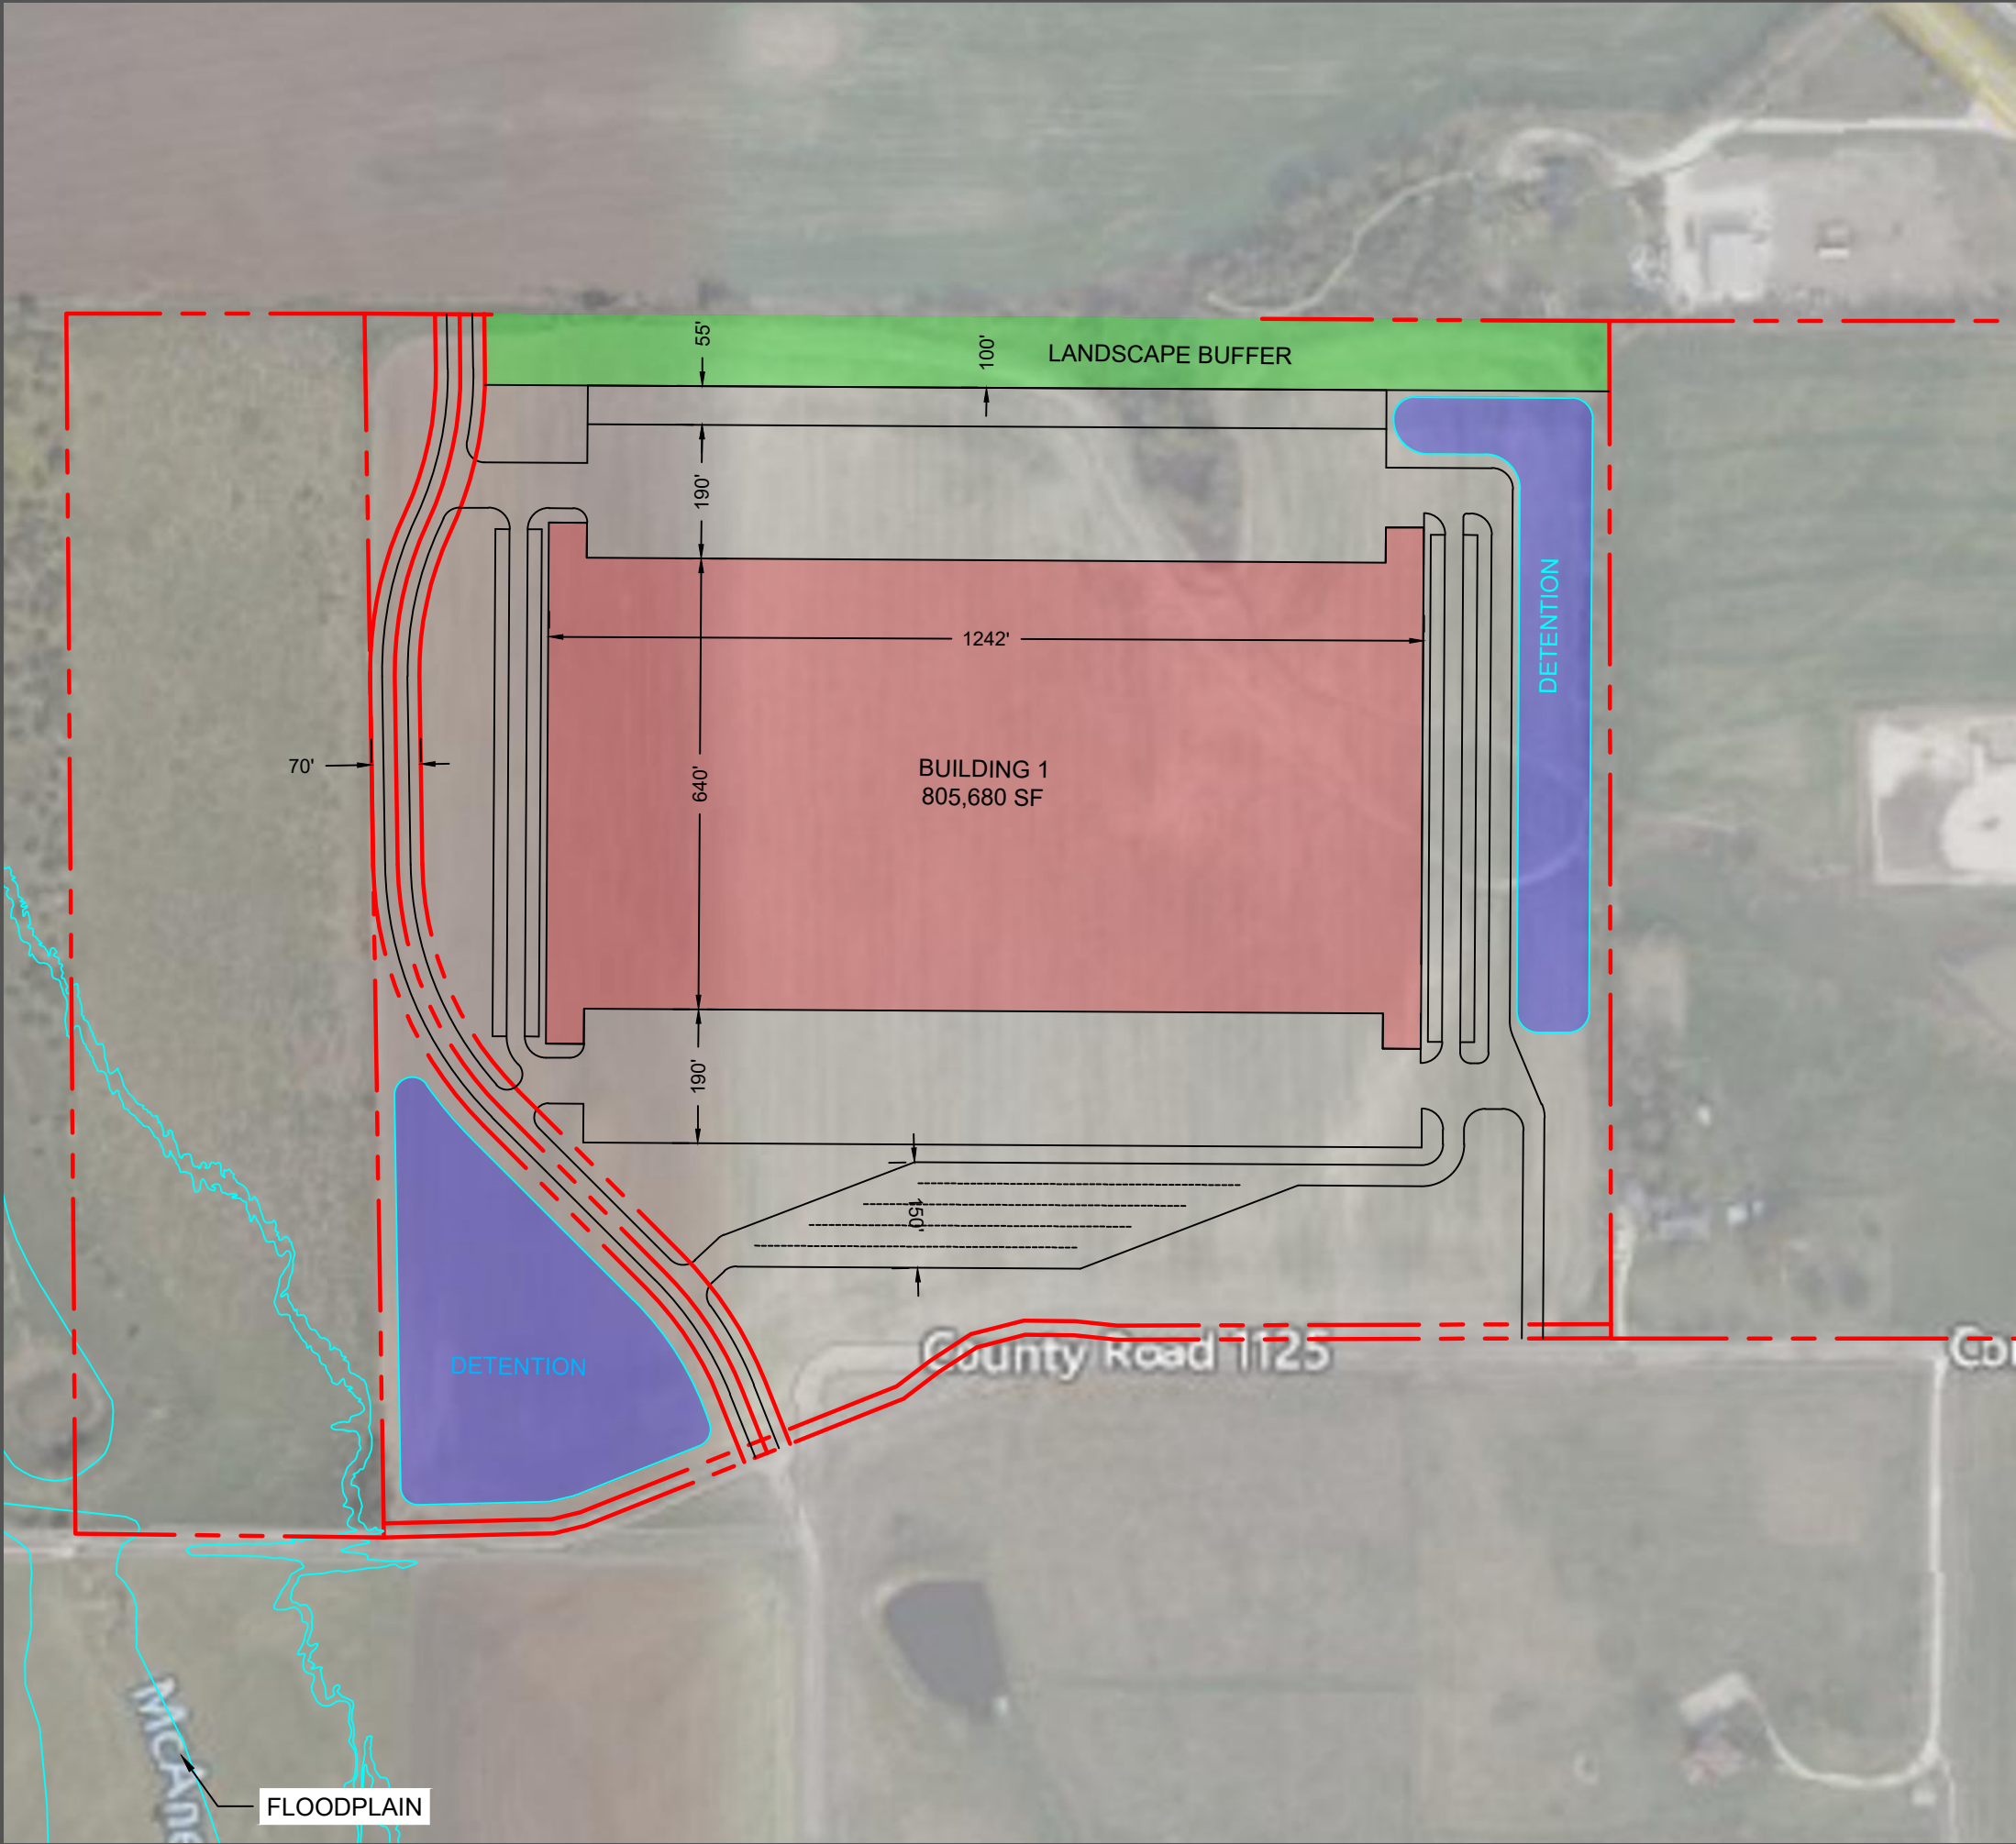 55'
100'
LANDSCAPE BUFFER
190'
DETENTION
1242'
70'
640'
BUILDING 1
805,680 SF
190'
150'
County Road 1125
DETENTION
FLOODPLAIN